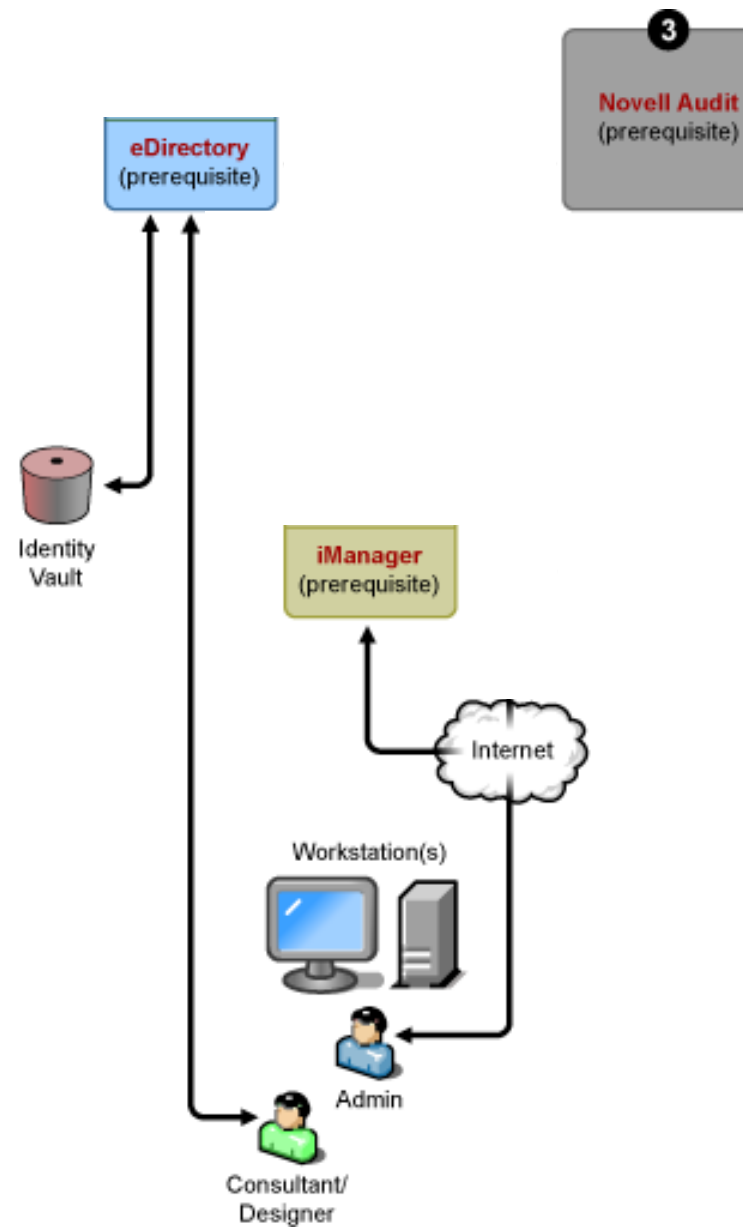 3
Novell Audit
(prerequisite)
eDirectory
(prerequisite)
Identity
Vault
iManager
(prerequisite)
Internet
Workstation(s)
Admin
Consultant/
Designer